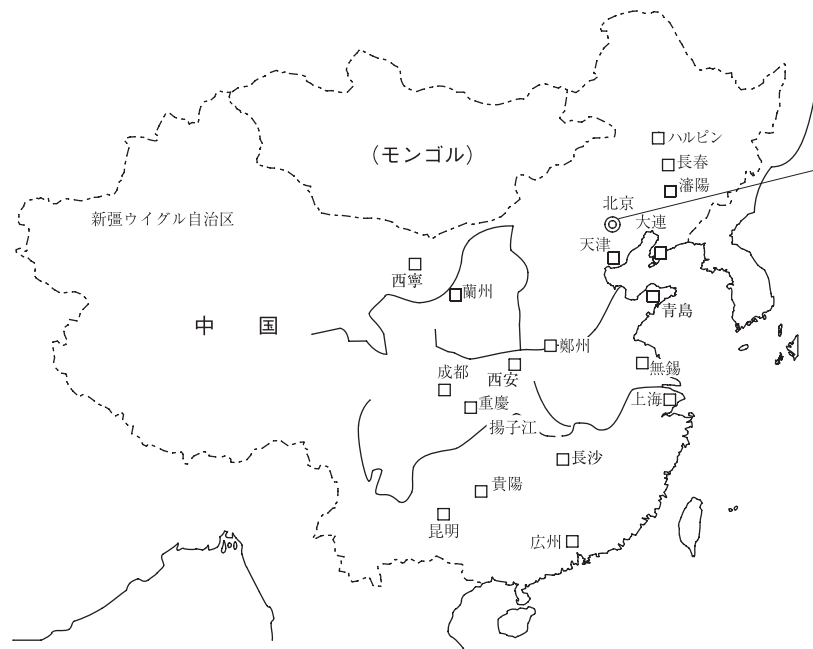 ハルピン
(モンゴル)
長春
瀋陽
北京
新疆ウイグル自治区
大連
天津
西寧
蘭州
青島
中 国
鄭州
無錫
成都
西安
上海
重慶
揚子江
長沙
貴陽
昆明
広州